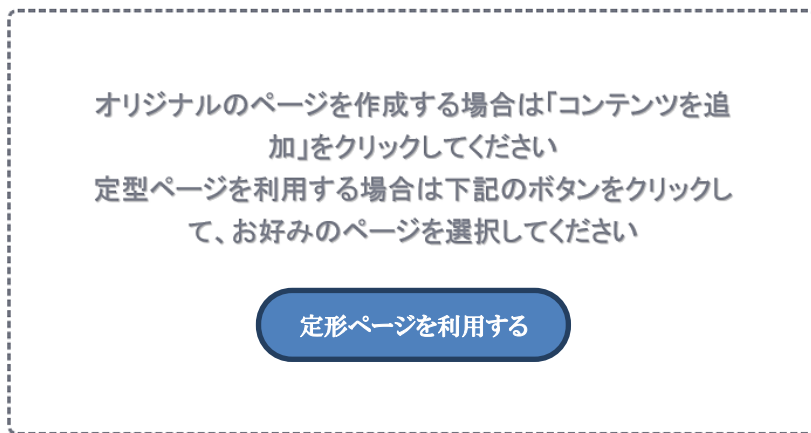 オリジナルのページを作成する場合は「コンテンツを追
加」をクリックしてください
定型ページを利用する場合は下記のボタンをクリックし
て、お好みのページを選択してください
定形ページを利用する